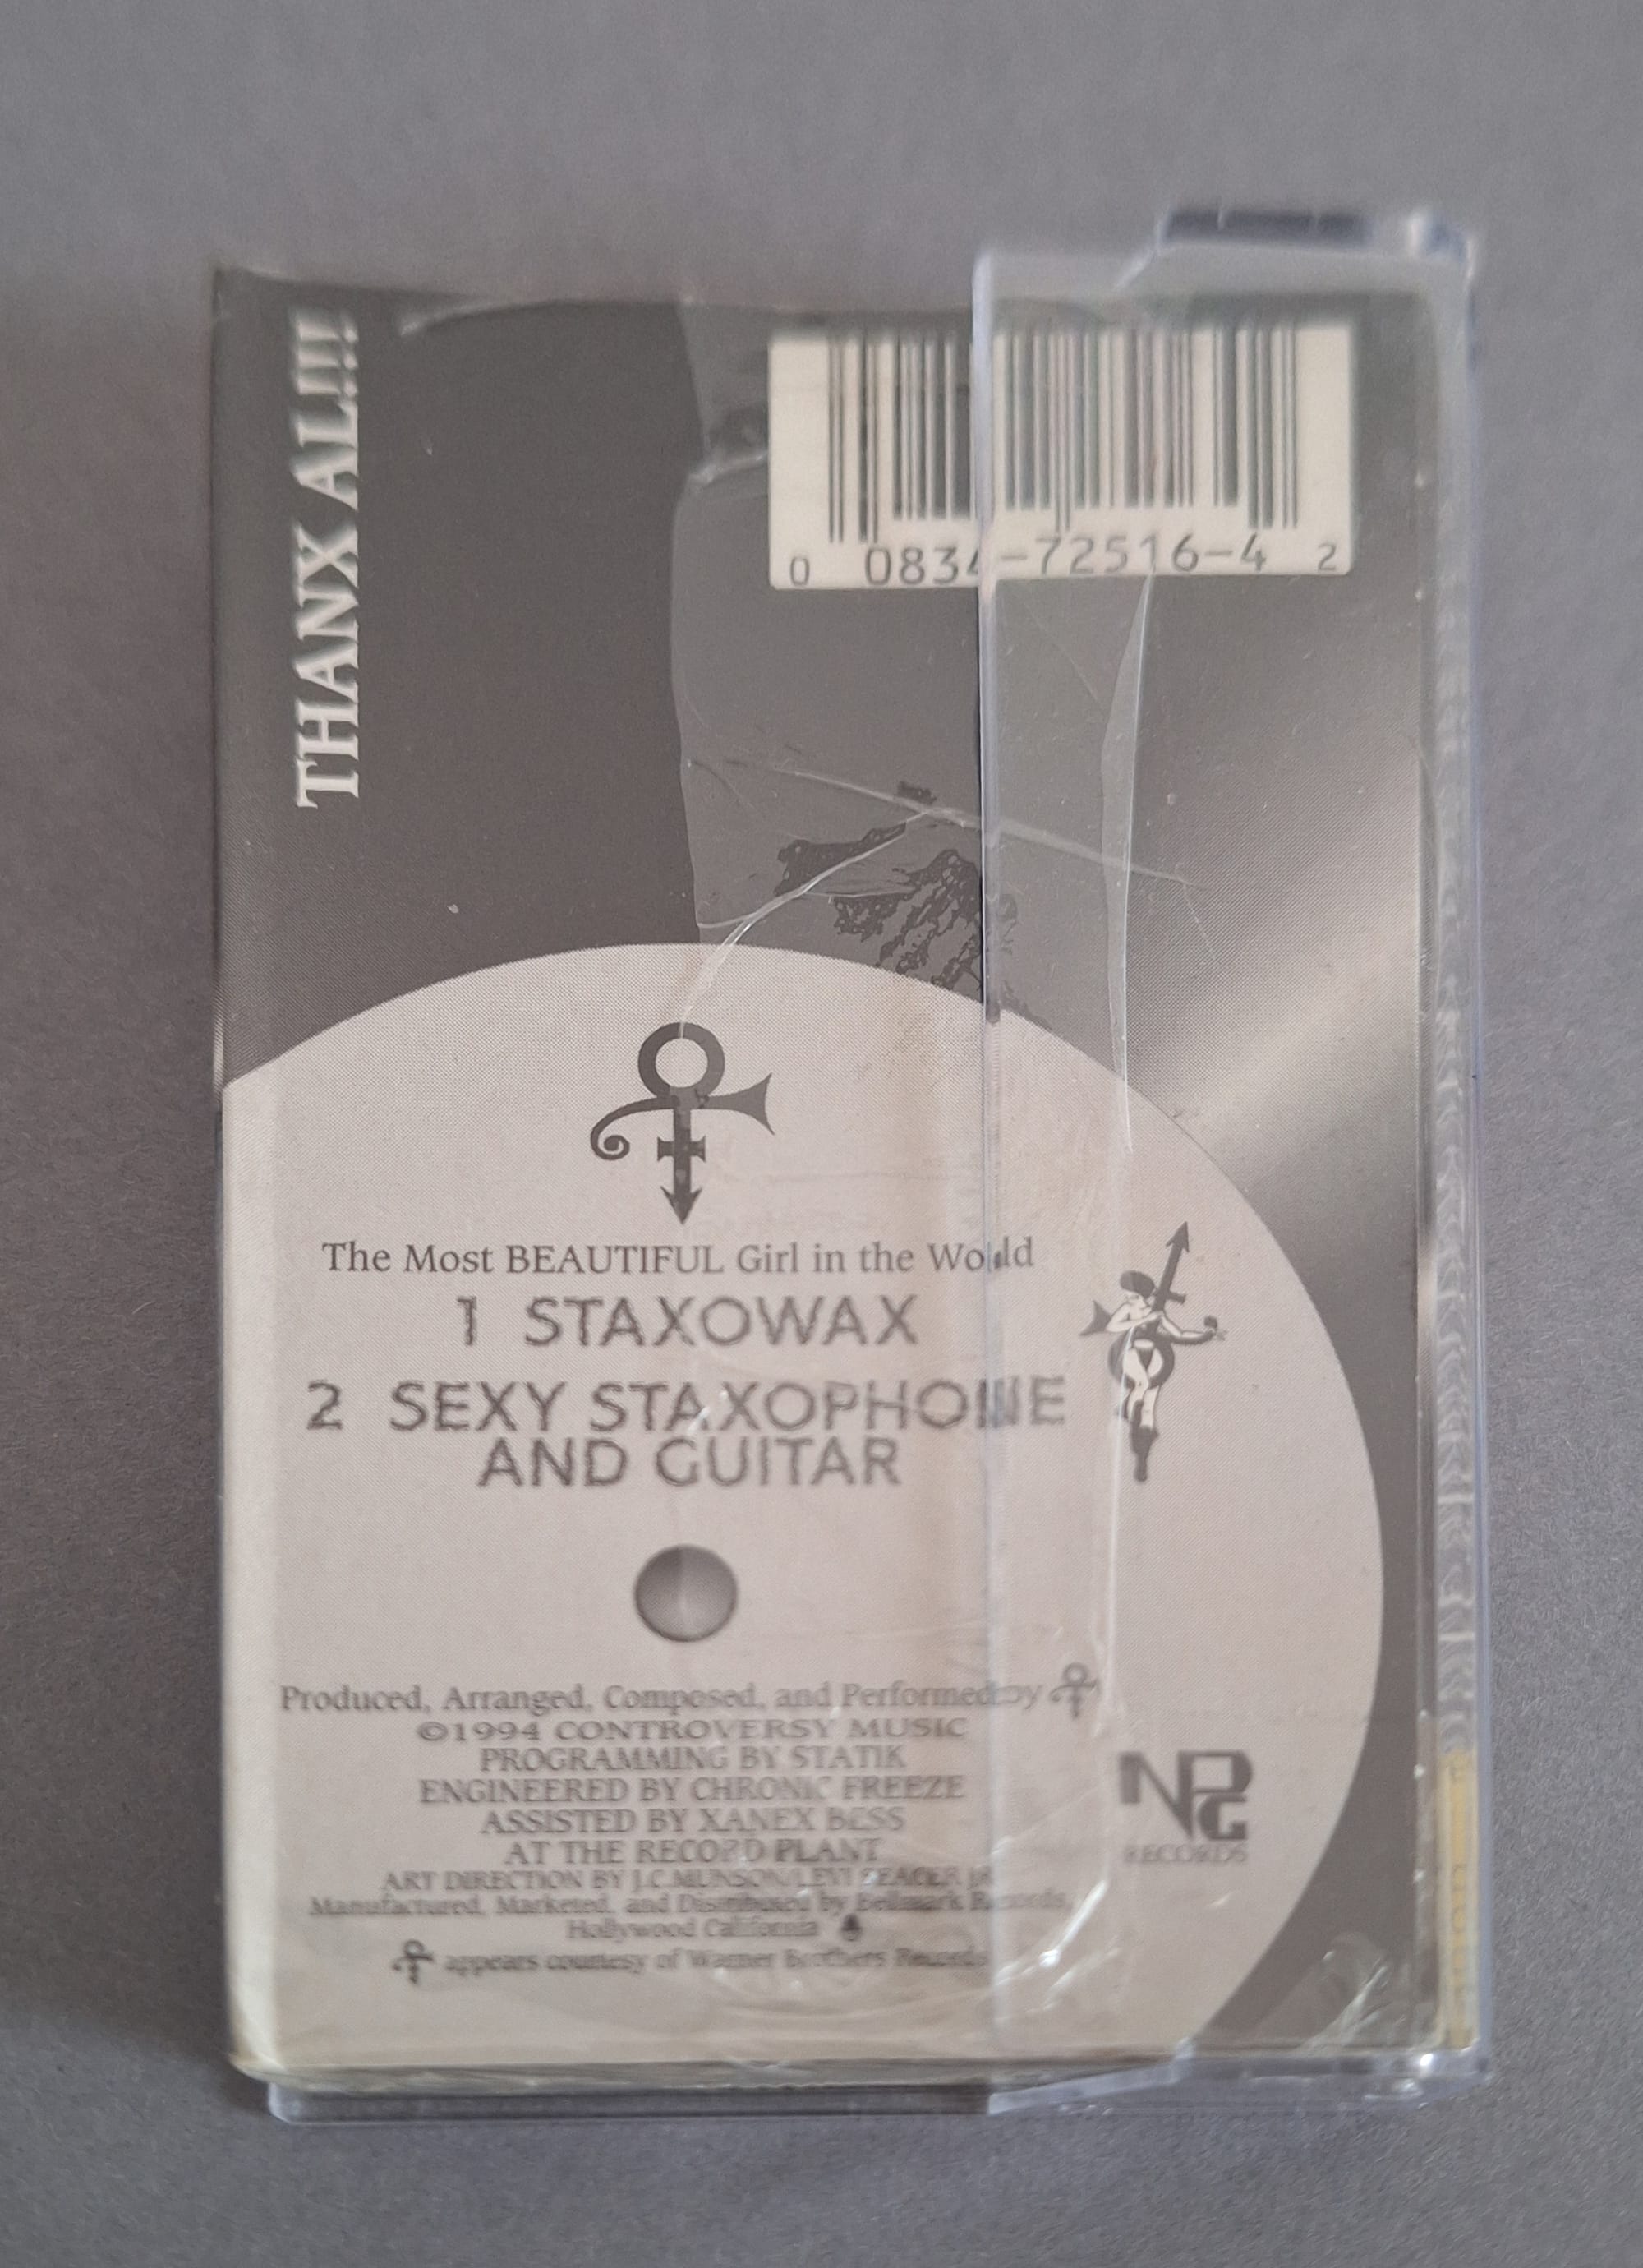 THANX AL!!!
0 0834-72516-4 2
The Most BEAUTIFUL Girl in the World
1 STAXOWAX
2 SEXY STAXOPHONE
AND GUITAR
Produced, Arranged, Composed, and Performed by
©1994 CONTROVERSY MUSIC
PROGRAMMING BY STATIK
ENGINEERED BY CHRONIC FREEZE
ASSISTED BY XANEX BESS
AT THE RECORD PLANT
ART DIRECTION BY J.C.MUNSON/LEVI SEACER JR
Manufactured, Marketed, and Distributed by Bellmark Records,
Hollywood California
appears courtesy of Warner Brothers Records
NPG
RECORDS